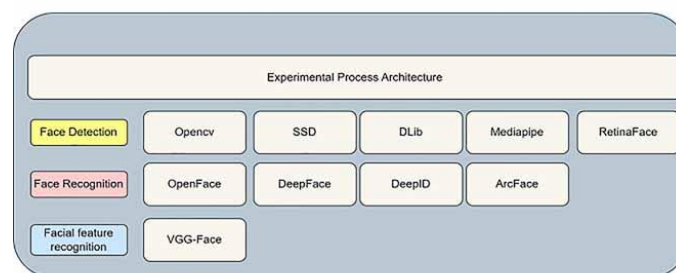 Experimental Process Architecture
Face Detection
Opencv
SSD
DLib
Mediapipe
RetinaFace
Face Recognition
OpenFace
DeepFace
DeepID
ArcFace
Facial feature
recognition
VGG-Face